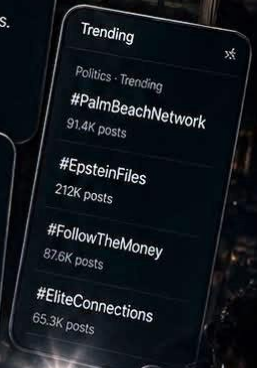 s.
Trending
Politics · Trending
#PalmBeachNetwork
91.4K posts
#EpsteinFiles
212K posts
#FollowTheMoney
87.6K posts
#EliteConnections
65.3K posts